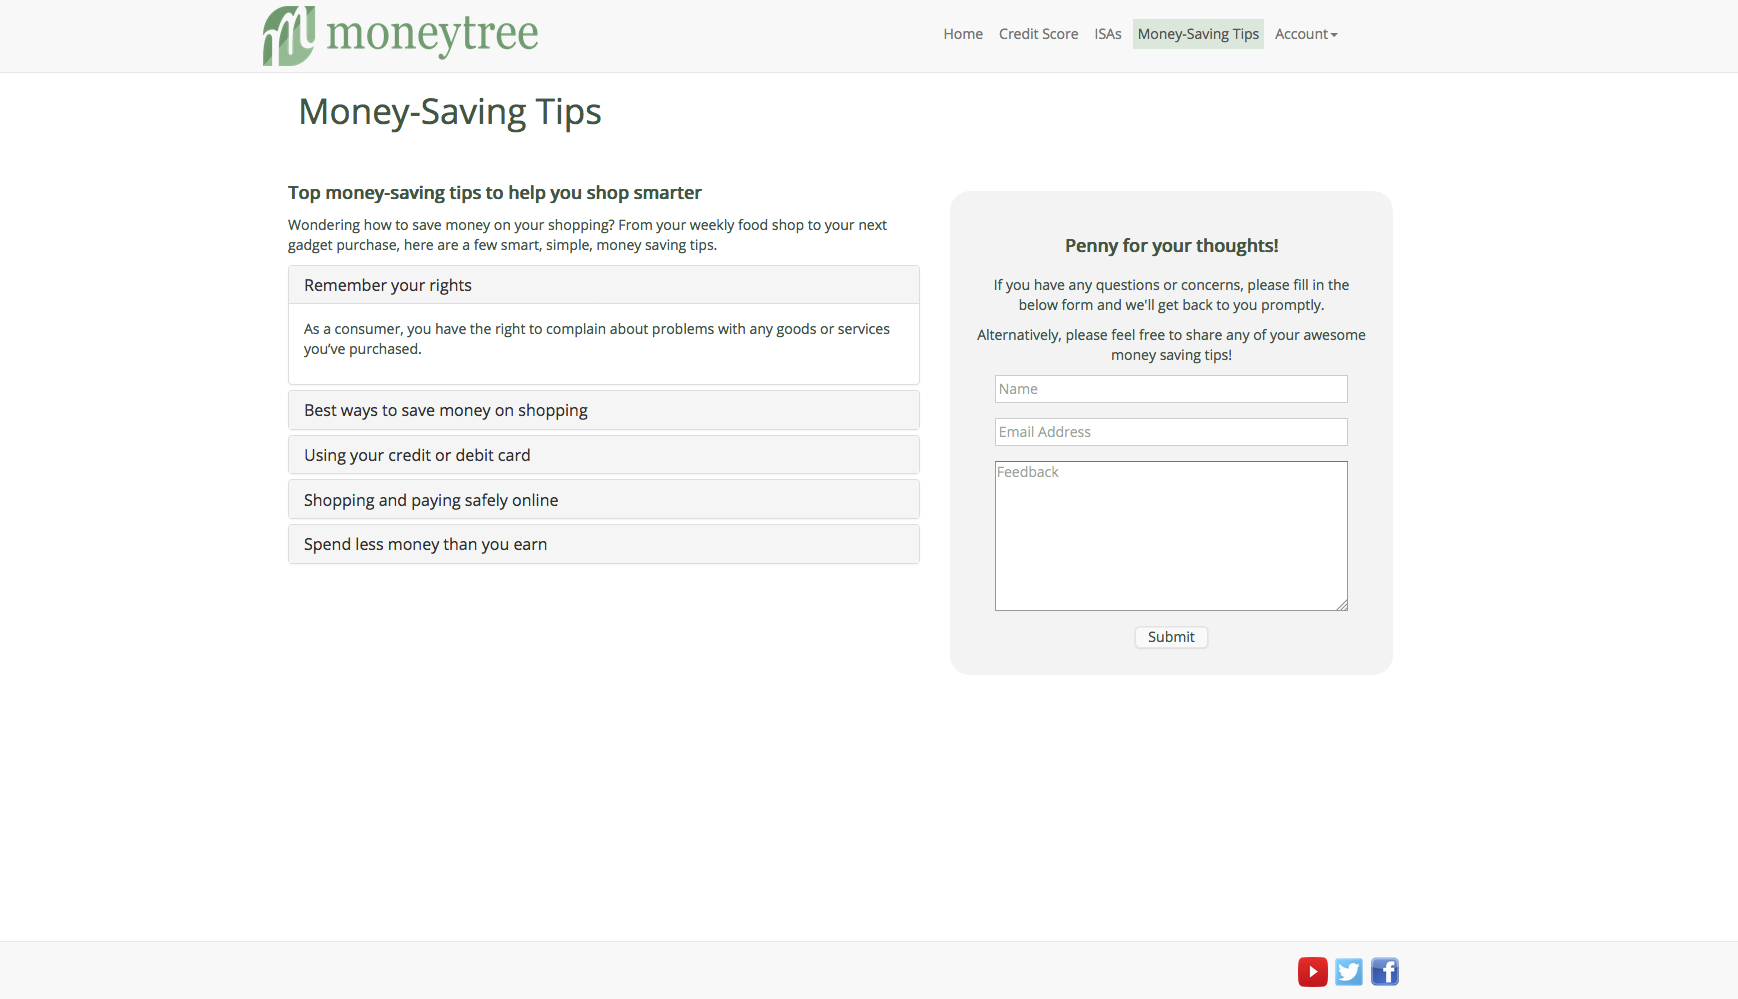 moneytree
Home Credit Score ISAs Money-Saving Tips Account
Money-Saving Tips
Top money-saving tips to help you shop smarter
Wondering how to save money on your shopping? From your weekly food shop to your next
gadget purchase, here are a few smart, simple, money saving tips.
Remember your rights
As a consumer, you have the right to complain about problems with any goods or services
you’ve purchased.
Best ways to save money on shopping
Using your credit or debit card
Shopping and paying safely online
Spend less money than you earn
Penny for your thoughts!
If you have any questions or concerns, please fill in the
below form and we'll get back to you promptly.
Alternatively, please feel free to share any of your awesome
money saving tips!
Name
Email Address
Feedback
Submit